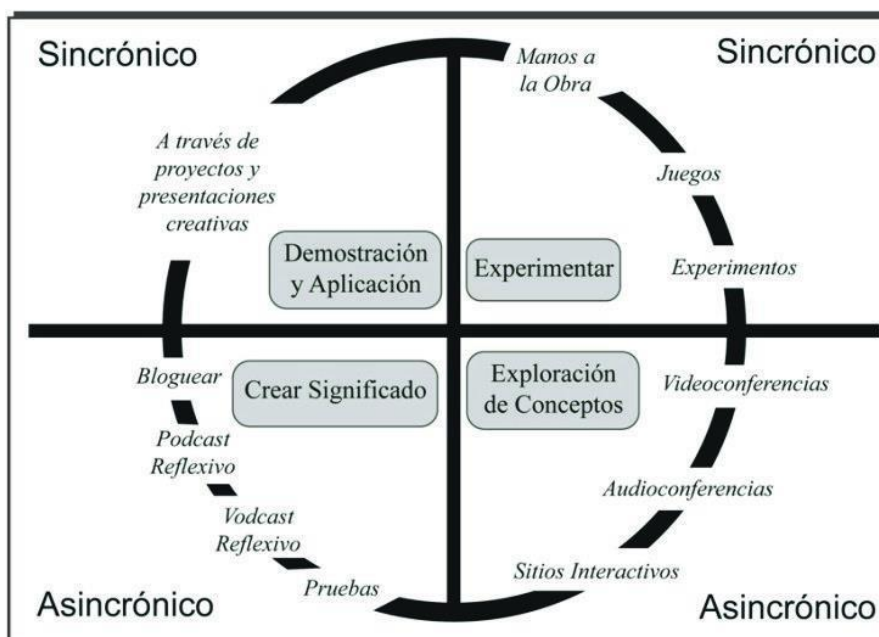 Sincrónico
Sincrónico
Manos a
la Obra
A través de
proyectos y
presentaciones
creativas
Juegos
Demostración
y Aplicación
Experimentar
Experimentos
Bloguear
Crear Significado
Exploración
de Conceptos
Videoconferencias
Podcast
Reflexivo
Vodcast
Reflexivo
Audioconferencias
Pruebas
Sitios Interactivos
Asincrónico
Asincrónico